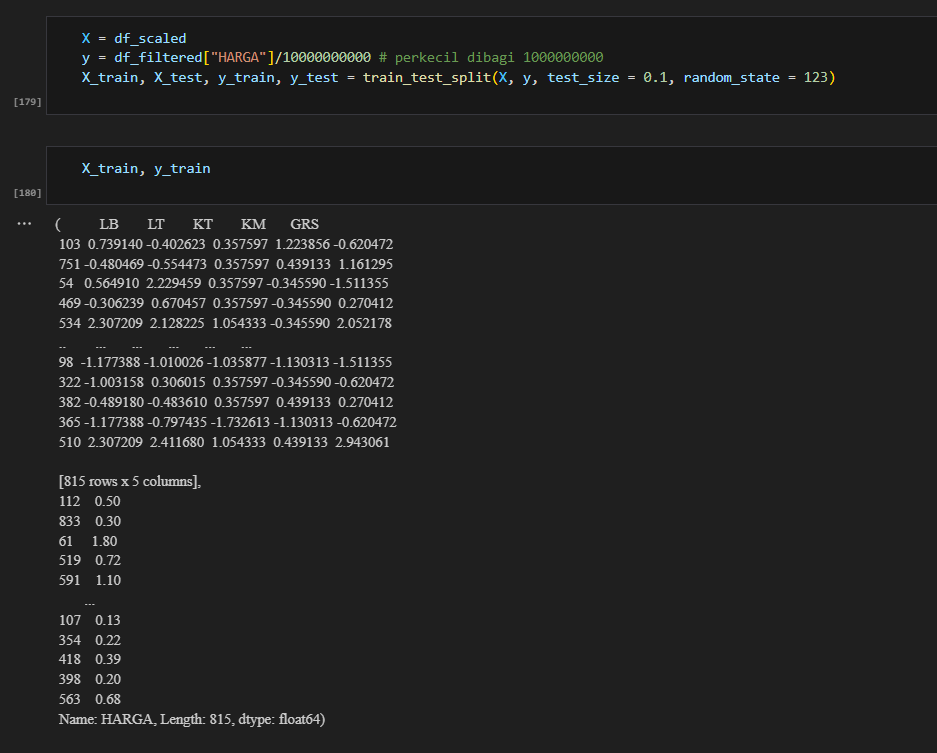 X = df_scaled
y = df_filtered["HARGA"]/10000000000 # perkecil dibagi 1000000000
X_train, X_test, y_train, y_test = train_test_split(X, y, test_size = 0.1, random_state = 123)
[179]
X_train, y_train
[180]
... ( LB LT KT KM GRS
103 0.739140 -0.402623 0.357597 1.223856 -0.620472
751 -0.480469 -0.554473 0.357597 0.439133 1.161295
54 0.564910 2.229459 0.357597 -0.345590 -1.511355
469 -0.306239 0.670457 0.357597 -0.345590 0.270412
534 2.307209 2.128225 1.054333 -0.345590 2.052178
.. ... ... ... ... ...
98 -1.177388 -1.010026 -1.035877 -1.130313 -1.511355
322 -1.003158 0.306015 0.357597 -0.345590 -0.620472
382 -0.489180 -0.483610 0.357597 0.439133 0.270412
365 -1.177388 -0.797435 -1.732613 -1.130313 -0.620472
510 2.307209 2.411680 1.054333 0.439133 2.943061
[815 rows x 5 columns],
112 0.50
833 0.30
61 1.80
519 0.72
591 1.10
...
107 0.13
354 0.22
418 0.39
398 0.20
563 0.68
Name: HARGA, Length: 815, dtype: float64)